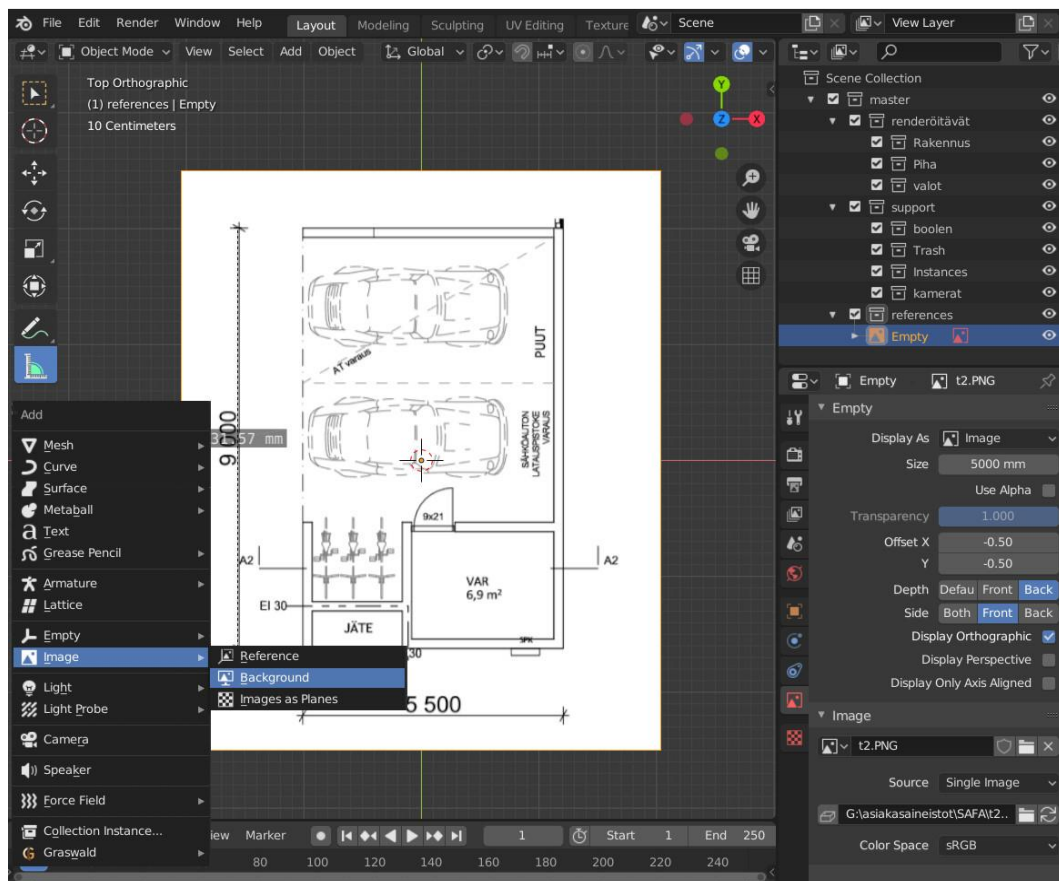 File Edit Render Window Help Layout Modeling Sculpting UV Editing Texture Scene View Layer
Object Mode View Select Add Object Global
Top Orthographic
(1) references | Empty
10 Centimeters
Y
Z X
Scene Collection
master
renderöitävät
Rakennus
Piha
valot
support
boolen
Trash
Instances
kamerat
references
Empty
AT varaus
PUUT
SÄHKÖAUTON
LATAUSPISTOKE
VARAUS
9 000
57 mm
9x21
A2
A2
VAR
6,9 m²
EI 30
JÄTE
SPK
30
5 500
Add
Mesh
Curve
Surface
Metaball
Text
Grease Pencil
Armature
Lattice
Empty
Image
Light
Light Probe
Camera
Speaker
Force Field
Collection Instance...
Graswald
Reference
Background
Images as Planes
Empty t2.PNG
Empty
Display As Image
Size 5000 mm
Use Alpha
Transparency 1.000
Offset X -0.50
Y -0.50
Depth Defau Front Back
Side Both Front Back
Display Orthographic
Display Perspective
Display Only Axis Aligned
Image
t2.PNG
Source Single Image
G:\asiakasaineistot\SAFA\t2..
Color Space sRGB
iew Marker 1 Start 1 End 250
80 100 120 140 160 180 200 220 240